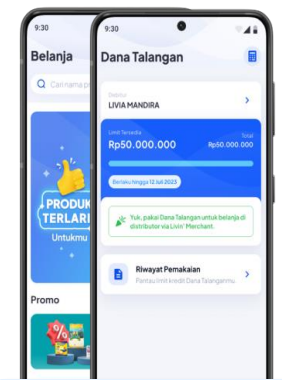 9:30
Belanja
Cari nama p
PRODUK
TERLARI
Untukmu
Promo
%
9:30
Dana Talangan
Debitur
LIVIA MANDIRA
Limit Tersedia
Total
Rp50.000.000
Rp50.000.000
Berlaku hingga 12 Juli 2023
Yuk, pakai Dana Talangan untuk belanja di
distributor via Livin' Merchant.
Riwayat Pemakaian
Pantau limit kredit Dana Talanganmu.